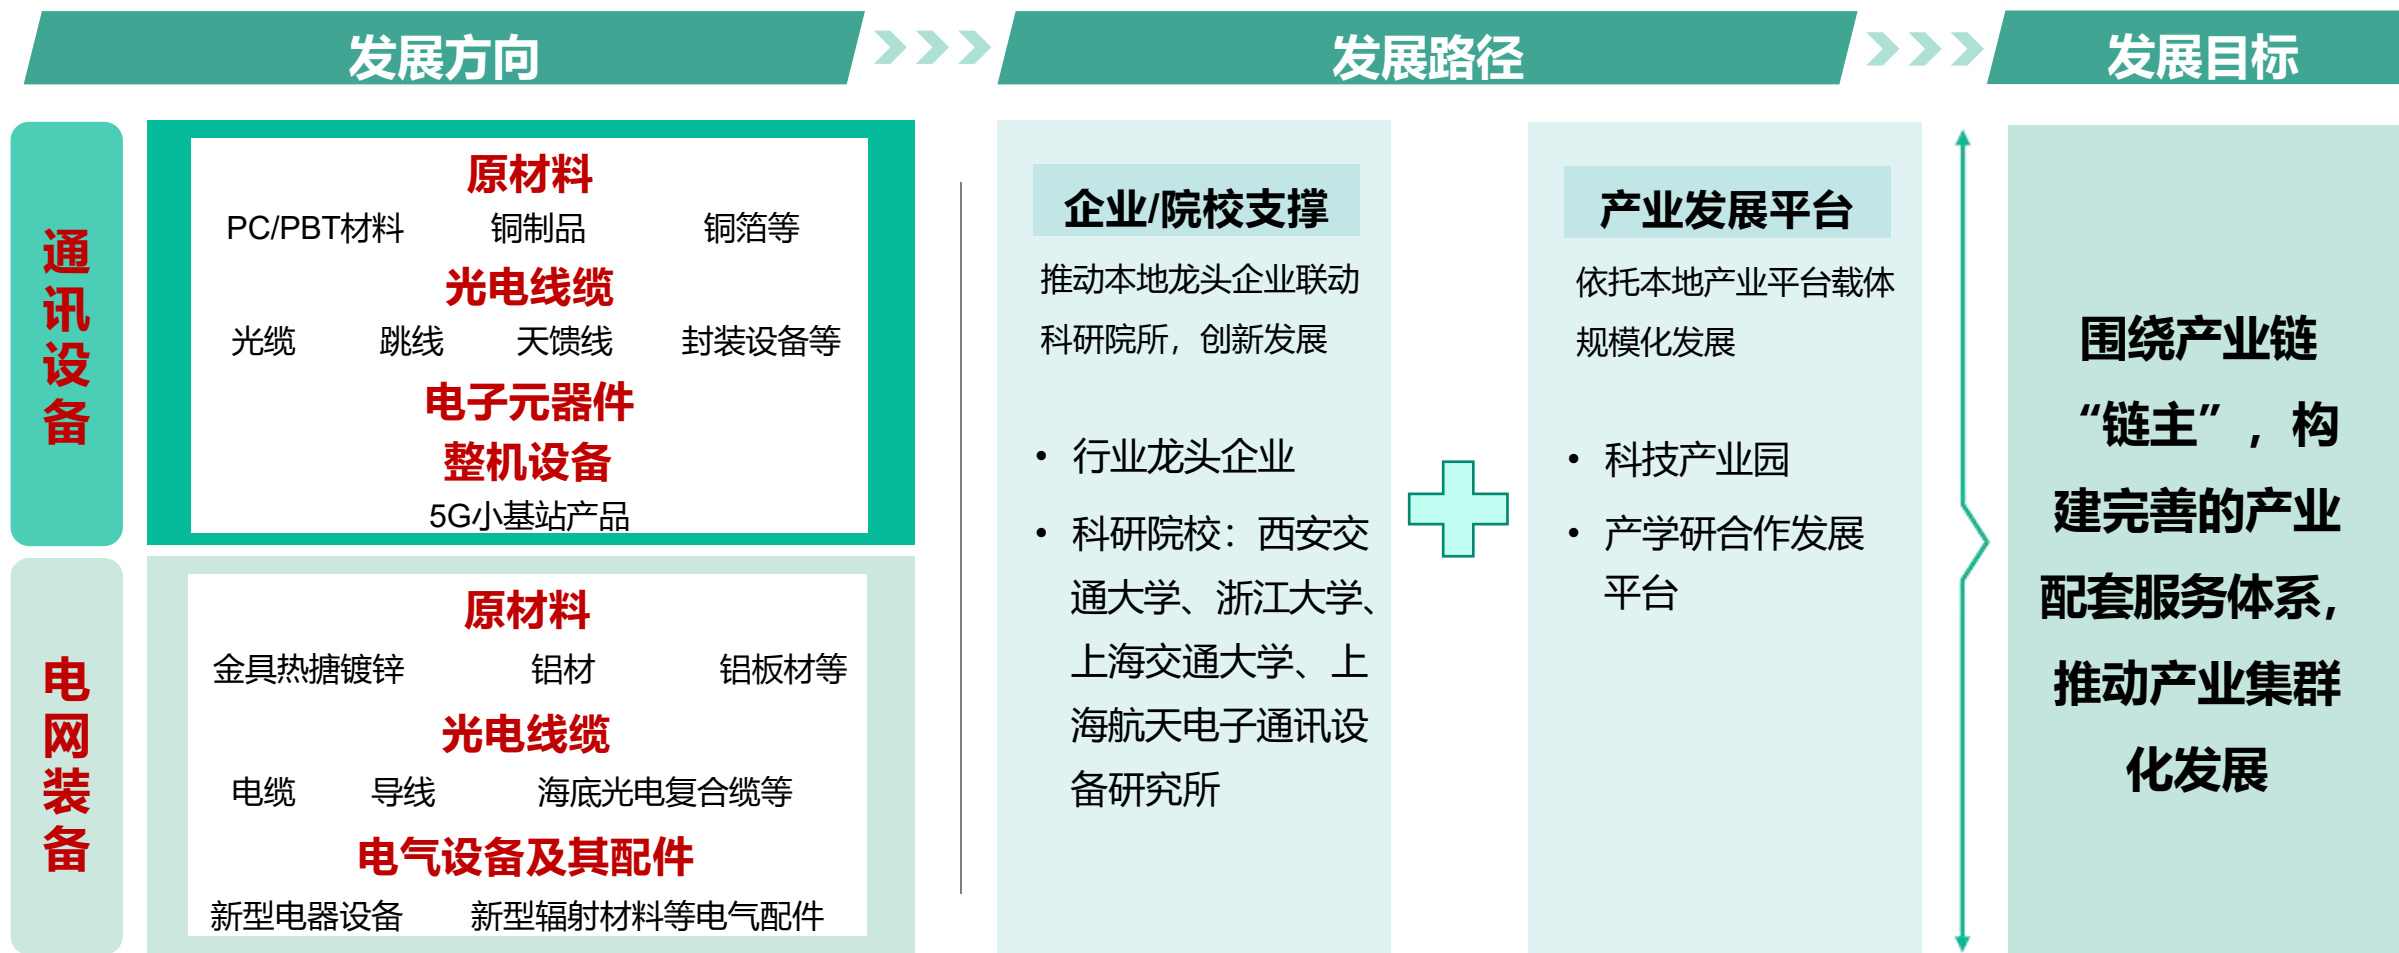 发展方向
发展路径
发展目标
通
讯
设
备
原材料
PC/PBT材料 铜制品 铜箔等
光电线缆
光缆 跳线 天馈线 封装设备等
电子元器件
整机设备
5G小基站产品
电
网
装
备
原材料
金具热搪镀锌 铝材 铝板材等
光电线缆
电缆 导线 海底光电复合缆等
电气设备及其配件
新型电器设备 新型辐射材料等电气配件
企业/院校支撑
推动本地龙头企业联动
科研院所，创新发展
• 行业龙头企业
• 科研院校：西安交
通大学、浙江大学、
上海交通大学、上
海航天电子通讯设
备研究所
产业发展平台
依托本地产业平台载体
规模化发展
• 科技产业园
• 产学研合作发展
平台
围绕产业链
“链主”，构
建完善的产业
配套服务体系，
推动产业集群
化发展